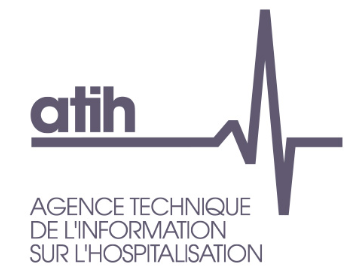 atih
AGENCE TECHNIQUE
DE L'INFORMATION
SUR L'HOSPITALISATION